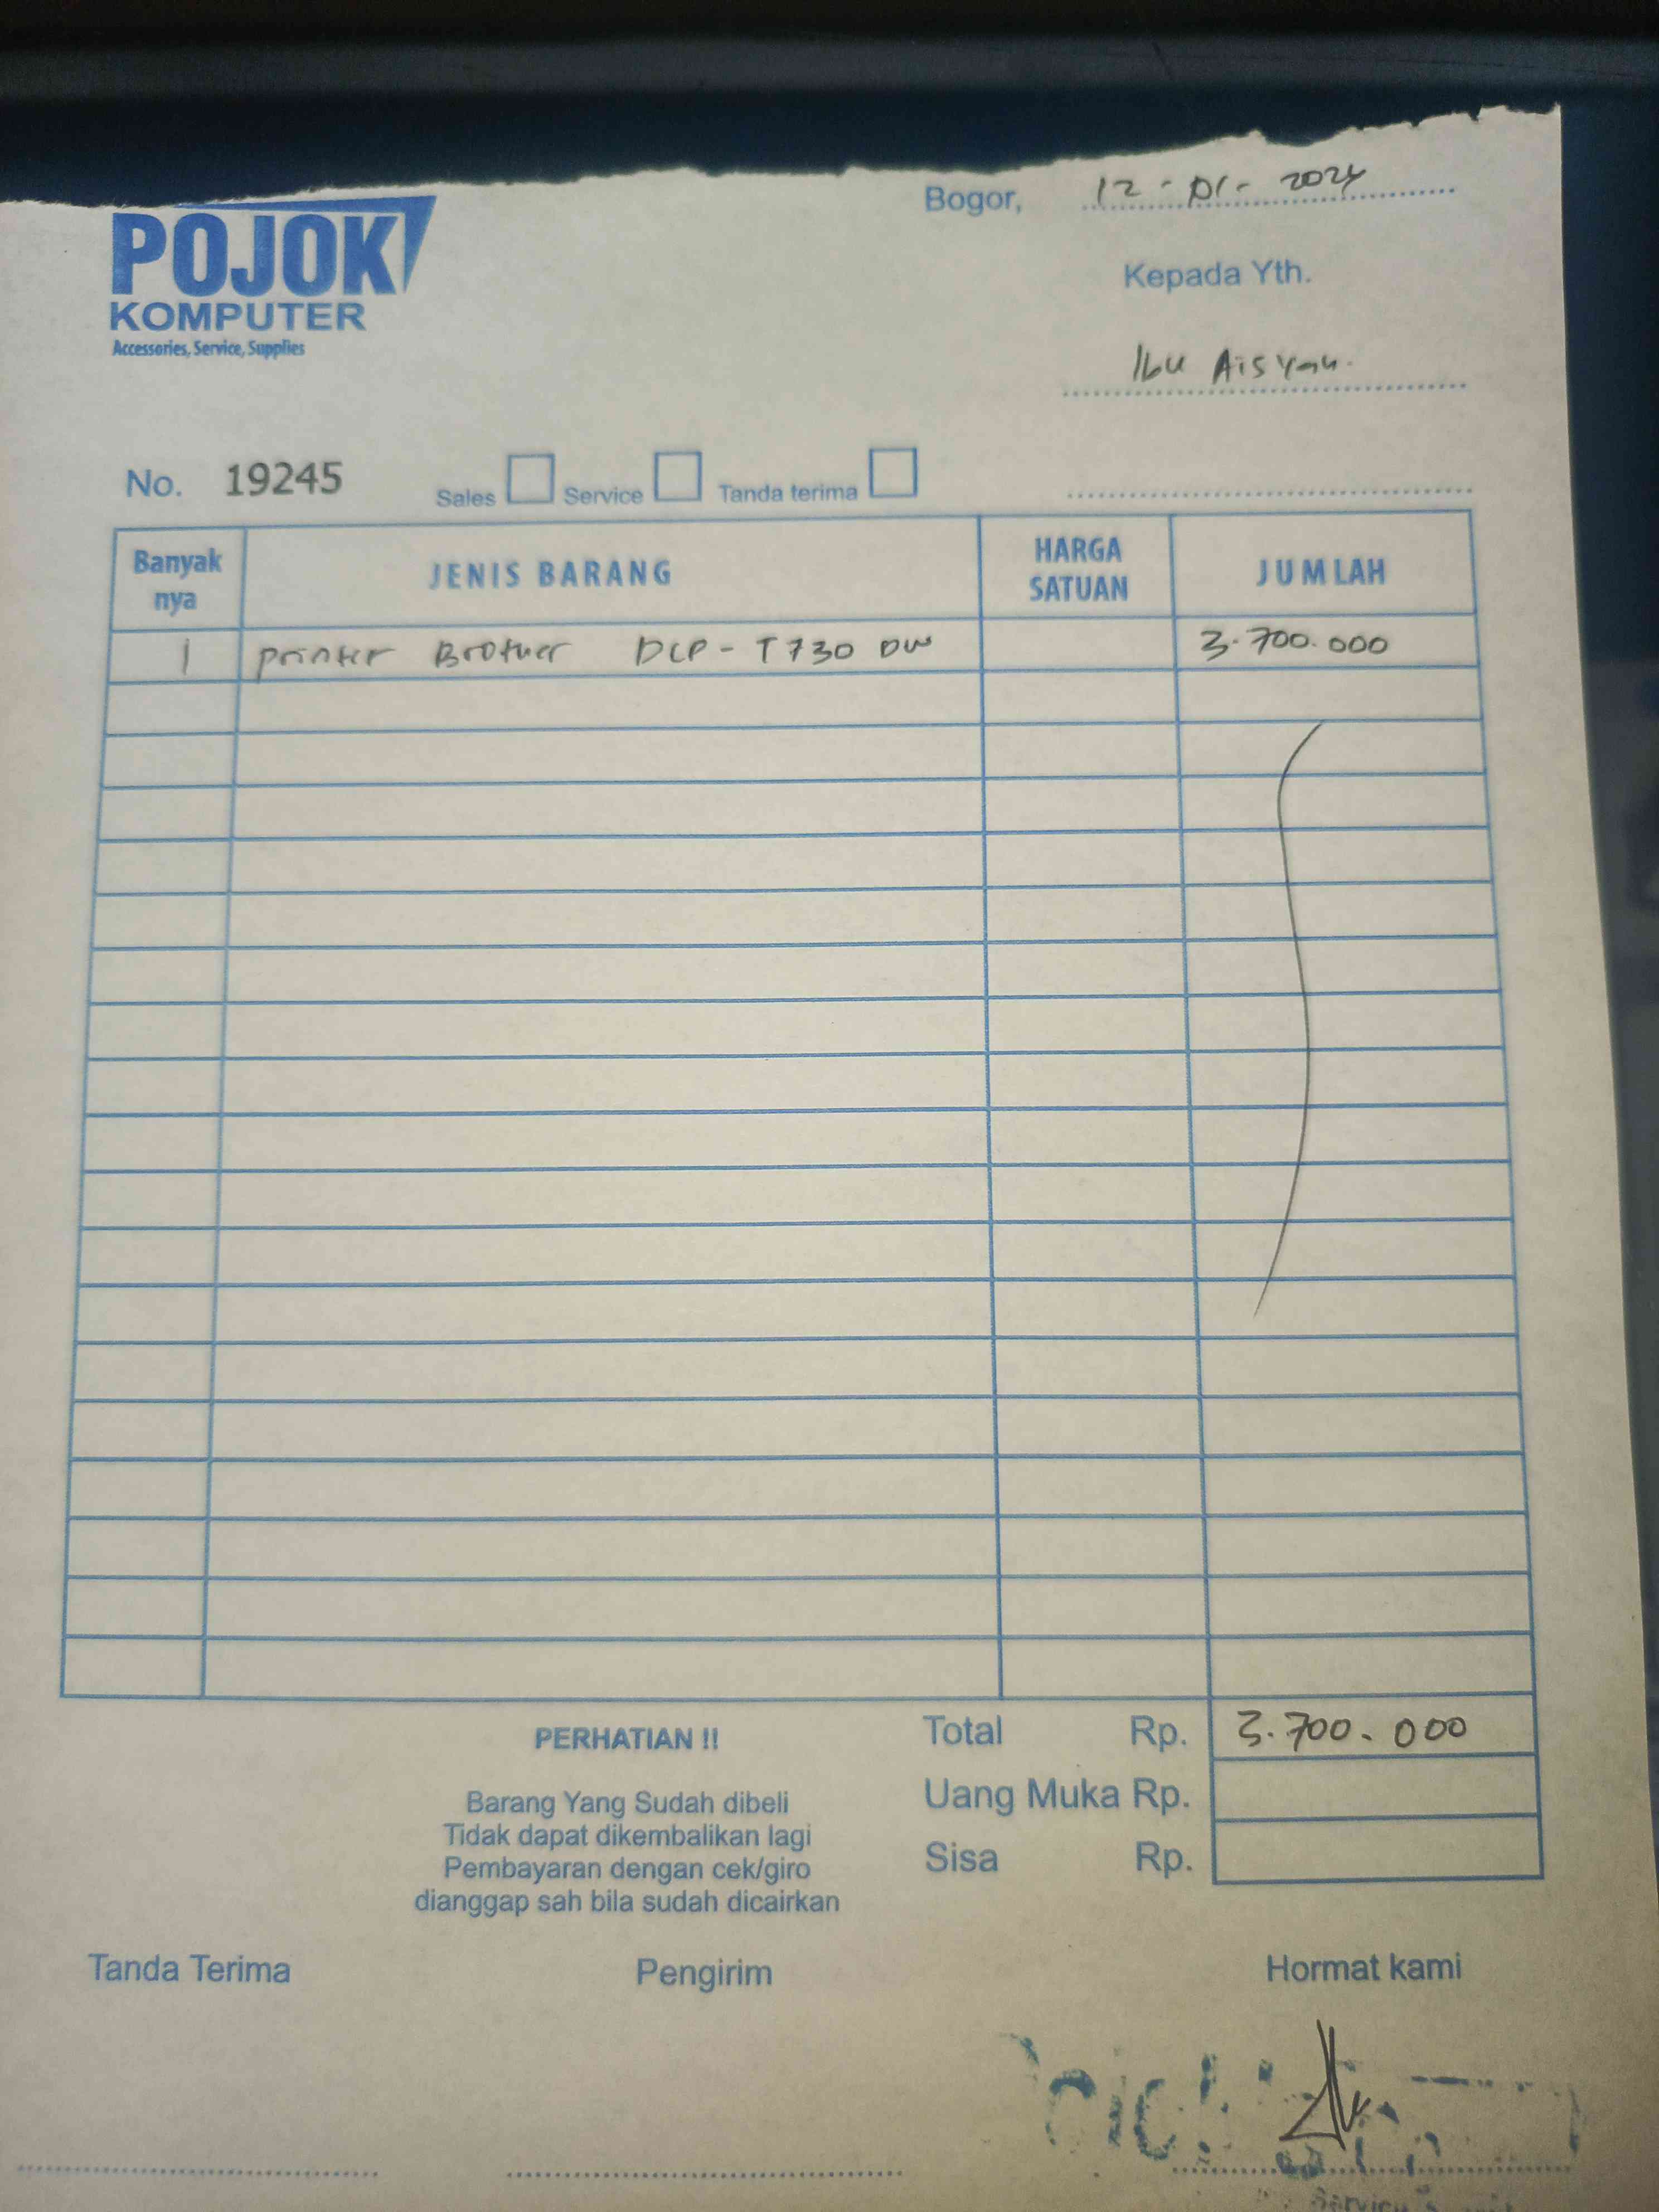 Bogor, 12 - 01 - 2024
POJOK
KOMPUTER
Accessories, Service, Supplies
Kepada Yth.
Ibu Aisyah.
No. 19245 Sales Service Tanda terima
Banyak nya JENIS BARANG HARGA SATUAN JUMLAH
1 printer Brother DCP - T730 DW 3.700.000
Total Rp. 3.700.000
Uang Muka Rp.
Sisa Rp.
PERHATIAN !!
Barang Yang Sudah dibeli
Tidak dapat dikembalikan lagi
Pembayaran dengan cek/giro
dianggap sah bila sudah dicairkan
Tanda Terima Pengirim Hormat kami